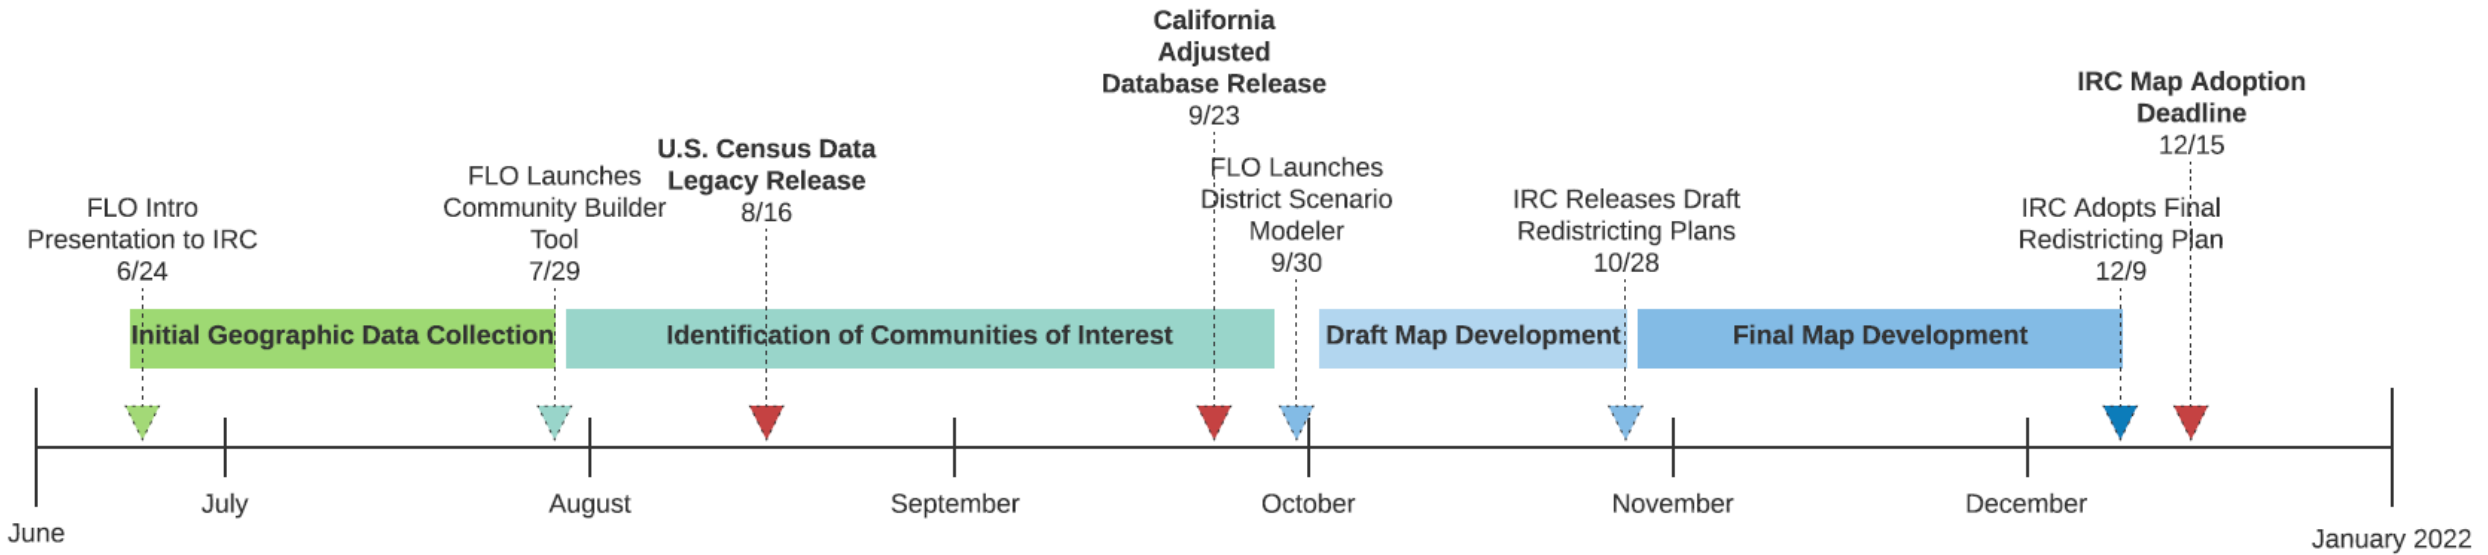 California
Adjusted
Database Release
9/23
IRC Map Adoption
Deadline
12/15
U.S. Census Data
Legacy Release
8/16
FLO Launches
District Scenario
Modeler
9/30
FLO Launches
Community Builder
Tool
7/29
IRC Releases Draft
Redistricting Plans
10/28
FLO Intro
Presentation to IRC
6/24
IRC Adopts Final
Redistricting Plan
12/9
Initial Geographic Data Collection
Identification of Communities of Interest
Draft Map Development
Final Map Development
June
July
August
September
October
November
December
January 2022